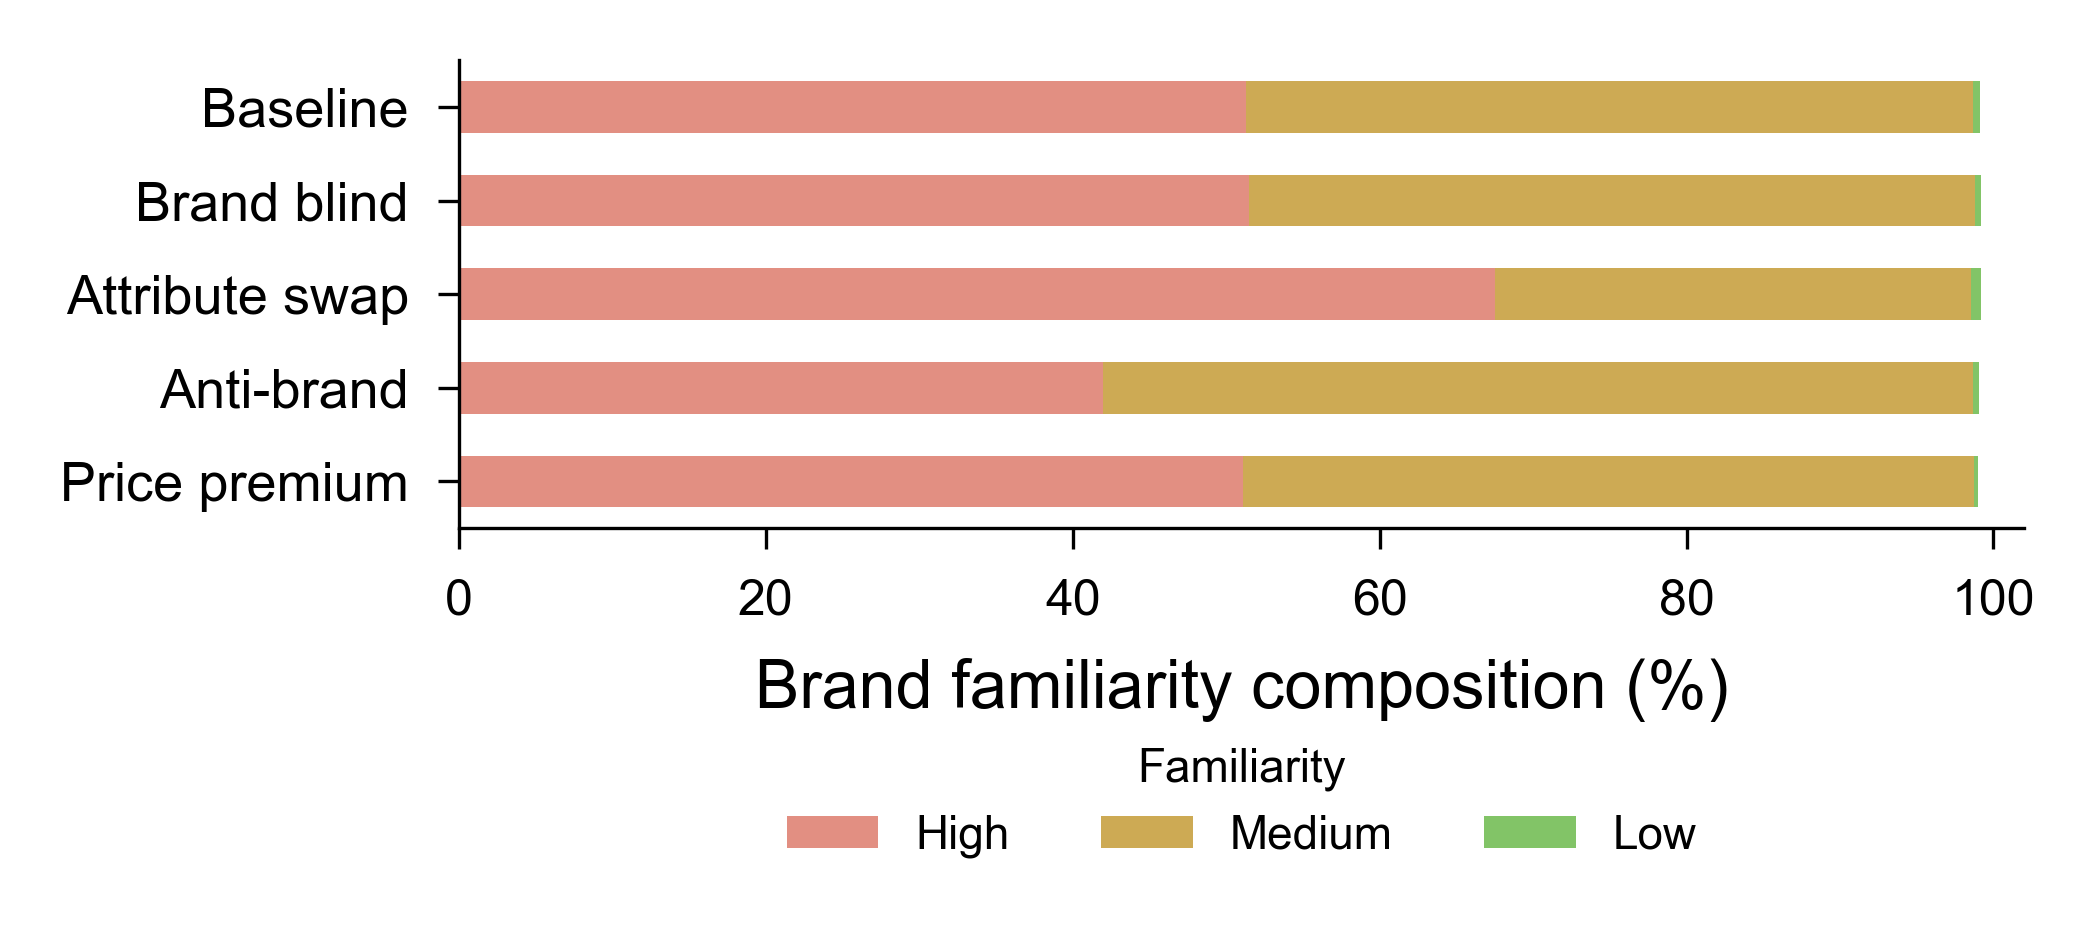 Baseline
Brand blind
Attribute swap
Anti-brand
Price premium
0 20 40 60 80 100
Brand familiarity composition (%)
Familiarity
High Medium Low